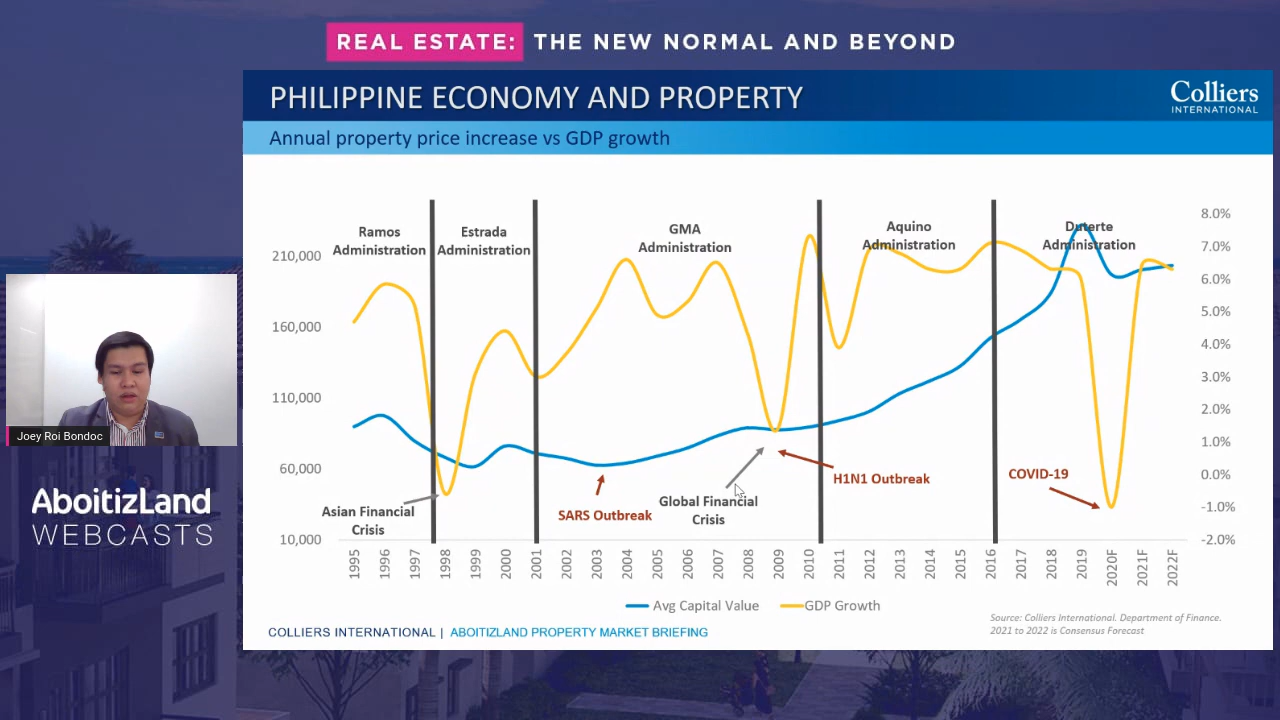 REAL ESTATE: THE NEW NORMAL AND BEYOND
PHILIPPINE ECONOMY AND PROPERTY
Colliers
INTERNATIONAL
Annual property price increase vs GDP growth
Ramos
Administration
Estrada
Administration
GMA
Administration
Aquino
Administration
Duterte
Administration
210,000
160,000
110,000
60,000
10,000
8.0%
7.0%
6.0%
5.0%
4.0%
3.0%
2.0%
1.0%
0.0%
-1.0%
-2.0%
Asian Financial
Crisis
SARS Outbreak
Global Financial
Crisis
H1N1 Outbreak
COVID-19
1995
1996
1997
1998
1999
2000
2001
2002
2003
2004
2005
2006
2007
2008
2009
2010
2011
2012
2013
2014
2015
2016
2017
2018
2019
2020F
2021F
2022F
Avg Capital Value
GDP Growth
Source: Colliers International. Department of Finance.
2021 to 2022 is Consensus Forecast
COLLIERS INTERNATIONAL | ABOITIZLAND PROPERTY MARKET BRIEFING
Joey Roi Bondoc
AboitizLand
WEBCASTS